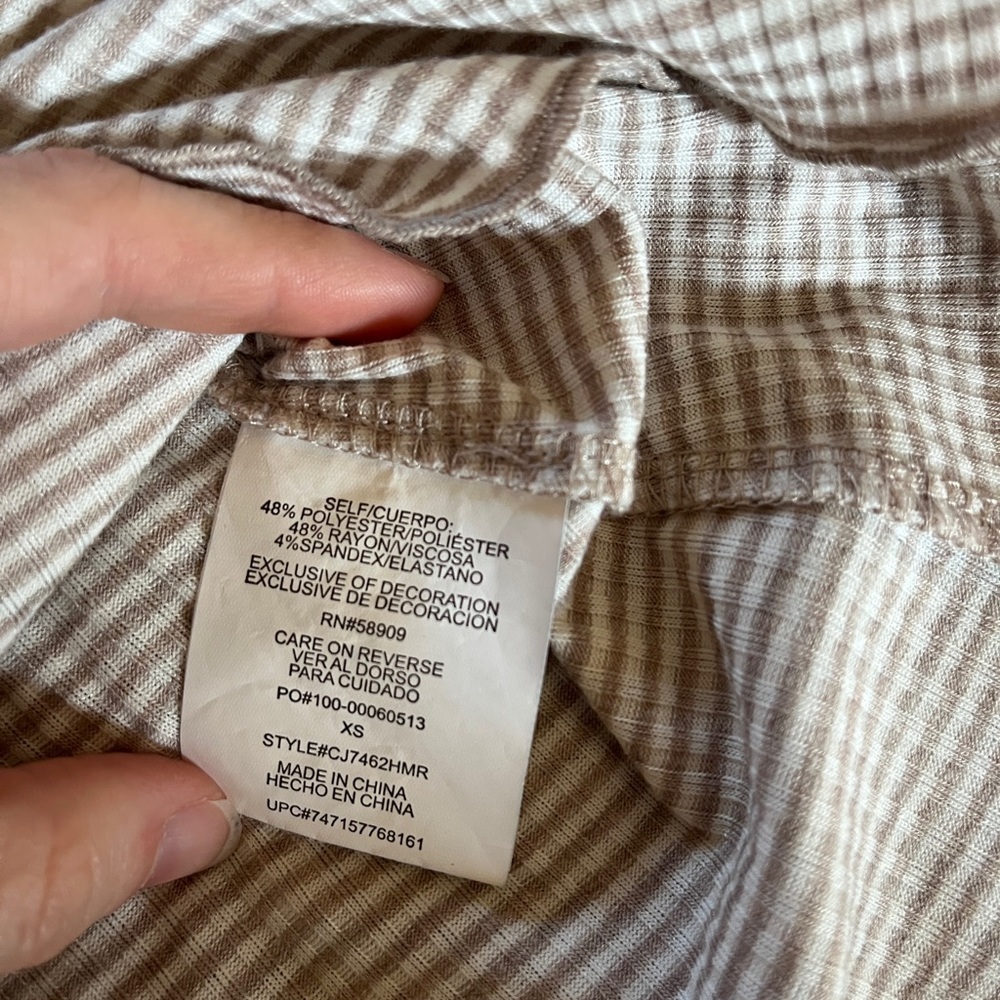 SELF/CUERPO:
48% POLYESTER/POLIÉSTER
48% RAYON/VISCOSA
4%SPANDEX/ELASTANO
EXCLUSIVE OF DECORATION
EXCLUSIVE DE DECORACION
RN#58909
CARE ON REVERSE
VER AL DORSO
PARA CUIDADO
PO#100-00060513
XS
STYLE#CJ7462HMR
MADE IN CHINA
HECHO EN CHINA
UPC#747157768161